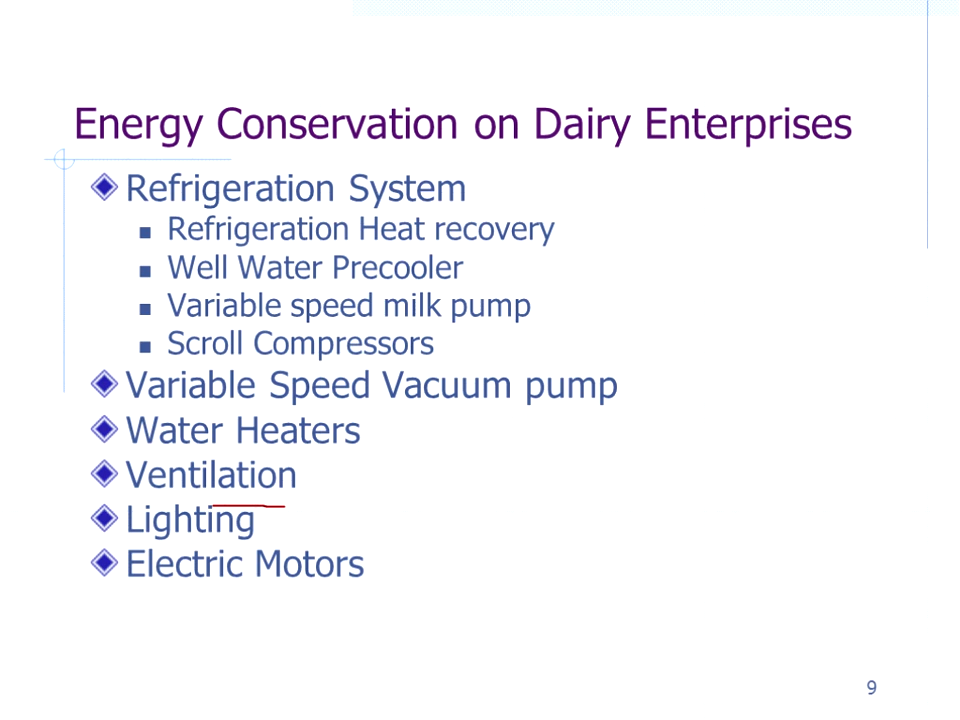 Energy Conservation on Dairy Enterprises
Refrigeration System
Refrigeration Heat recovery
Well Water Precooler
Variable speed milk pump
Scroll Compressors
Variable Speed Vacuum pump
Water Heaters
Ventilation
Lighting
Electric Motors
9